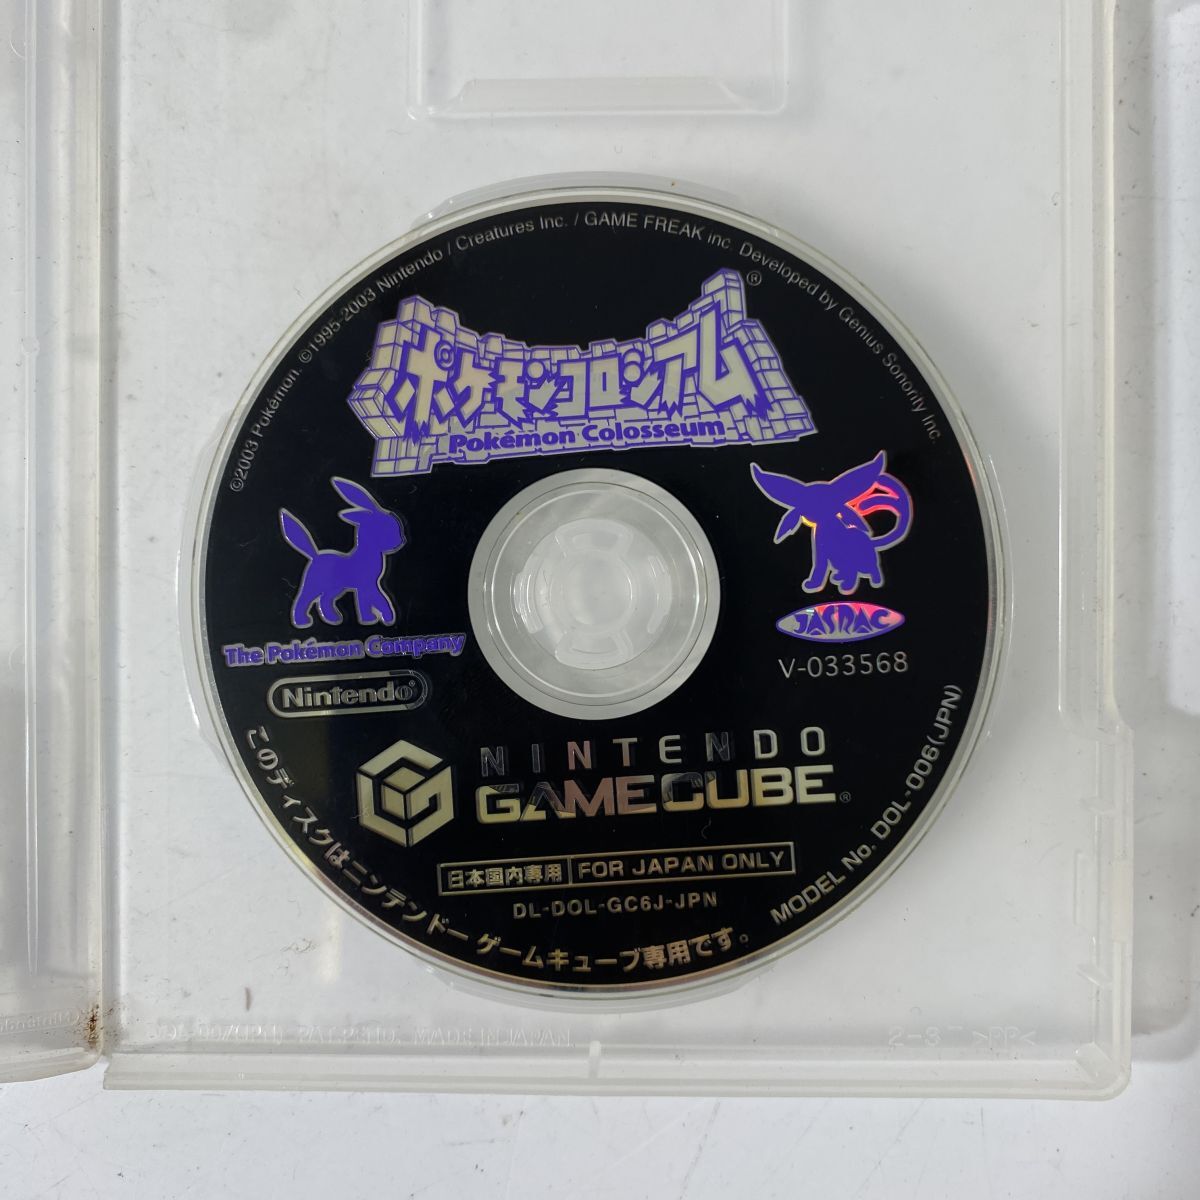 ©2003 Pokémon. ©1995-2003 Nintendo / Creatures Inc. / GAME FREAK inc. Developed by Genius Sonority Inc.
ポケモンコロシアム®
Pokémon Colosseum
The Pokémon Company
Nintendo®
JASRAC
V-033568
NINTENDO
GAMECUBE®
日本国内専用 FOR JAPAN ONLY
DL-DOL-GC6J-JPN
このディスクはニンテンドー ゲームキューブ専用です。
MODEL No. DOL-006(JPN)
MADE IN JAPAN
2-3 >PP<